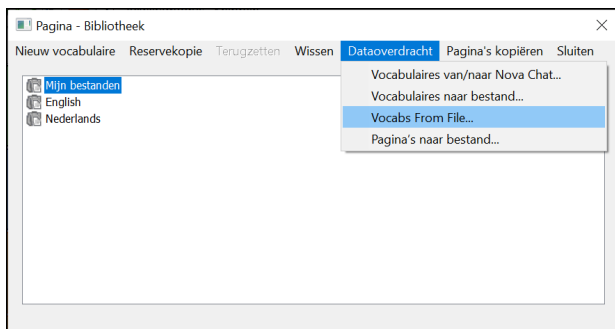 Pagina - Bibliotheek
Nieuw vocabulaire Reservekopie Terugzetten Wissen Dataoverdracht Pagina's kopiëren Sluiten
Mijn bestanden
English
Nederlands
Vocabulaires van/naar Nova Chat...
Vocabulaires naar bestand...
Vocabs From File...
Pagina's naar bestand...